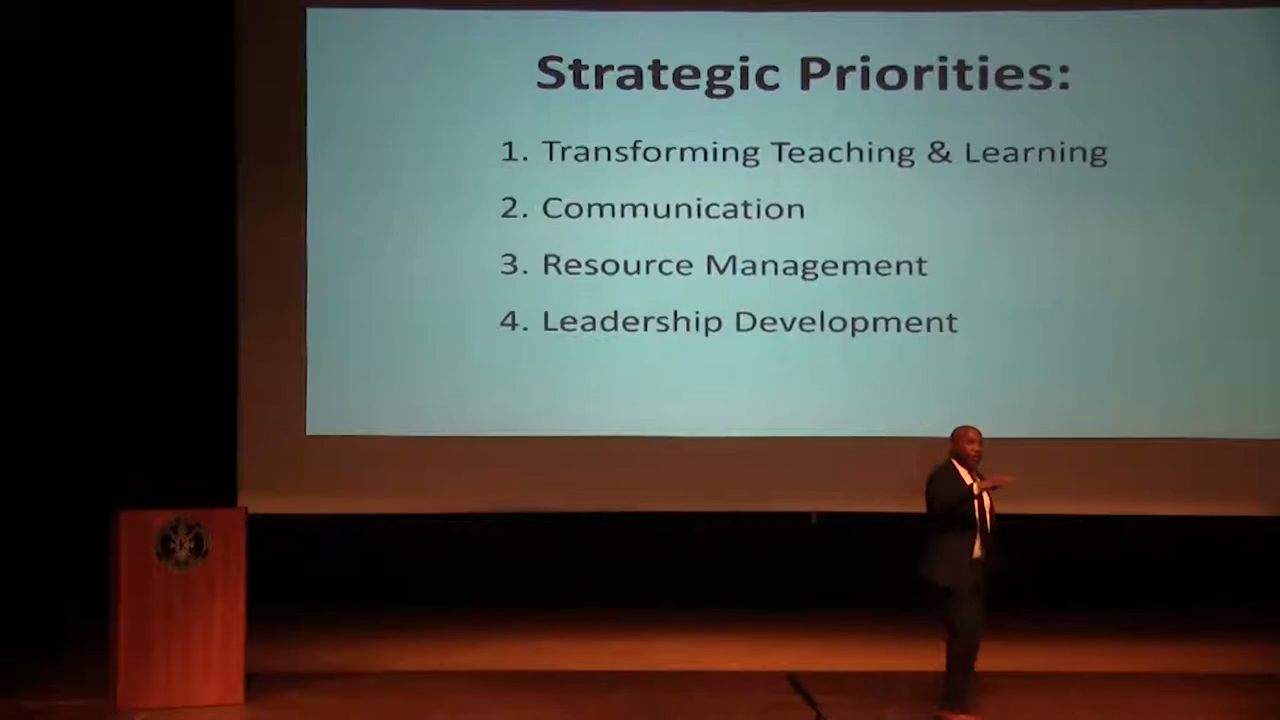 Strategic Priorities:
1. Transforming Teaching & Learning
2. Communication
3. Resource Management
4. Leadership Development